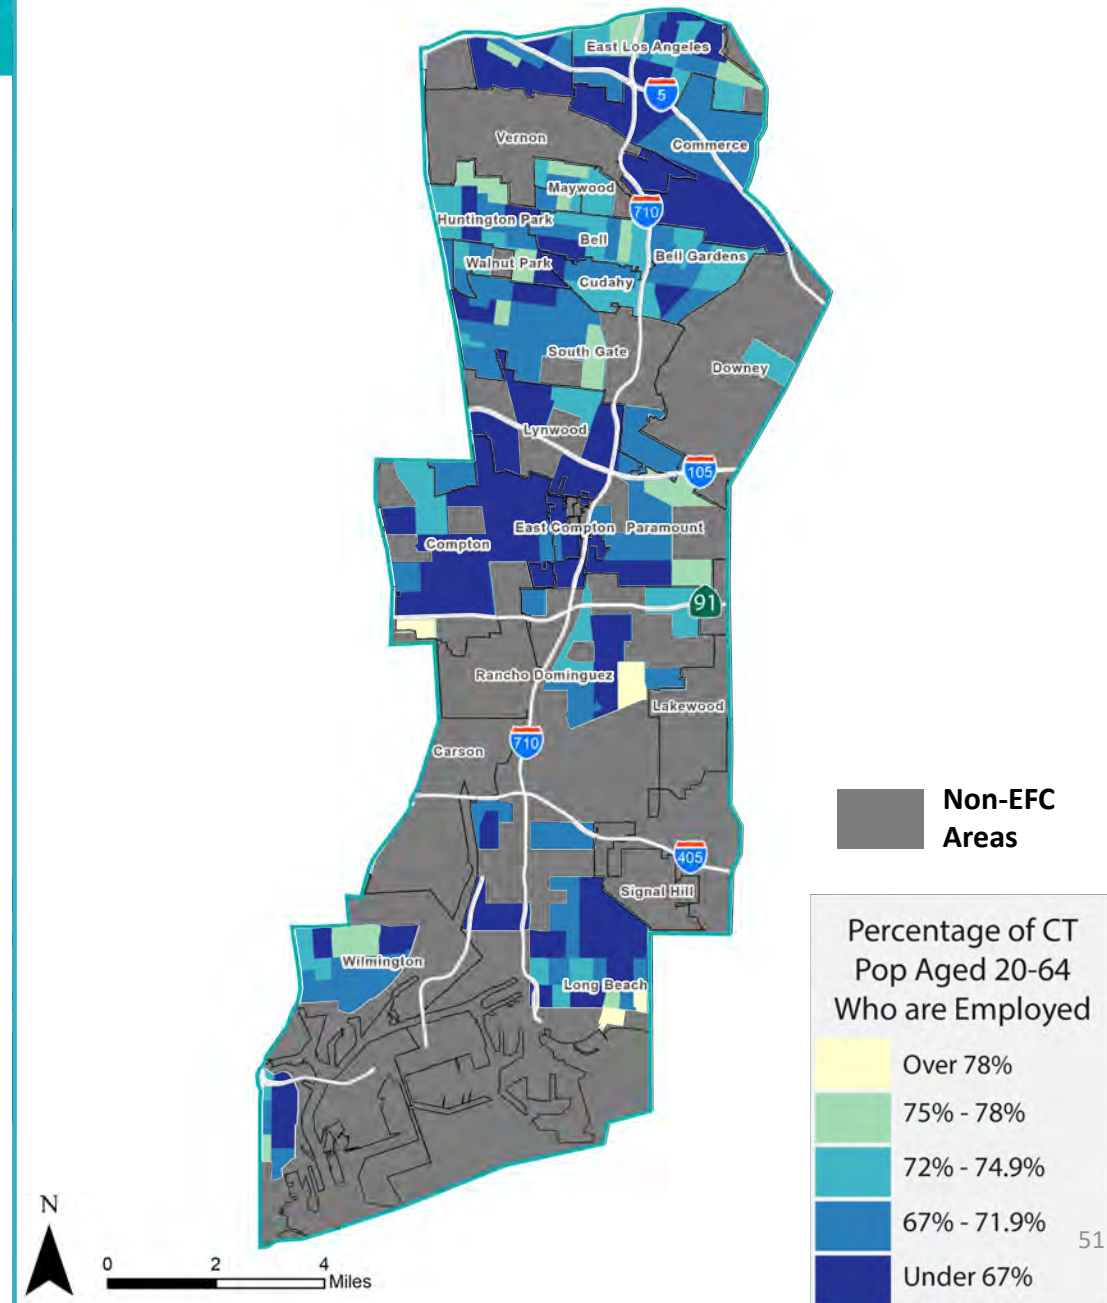 East Los Angeles
5
Vernon
Commerce
Maywood
710
Huntington Park
Bell
Bell Gardens
Walnut Park
Cudahy
South Gate
Downey
Lynwood
105
East Compton
Paramount
Compton
91
Rancho Dominguez
Lakewood
710
Carson
Non-EFC
Areas
405
Signal Hill
Wilmington
Long Beach
Percentage of CT
Pop Aged 20-64
Who are Employed
Over 78%
75% - 78%
72% - 74.9%
67% - 71.9%
Under 67%
51
N
0 2 4
Miles